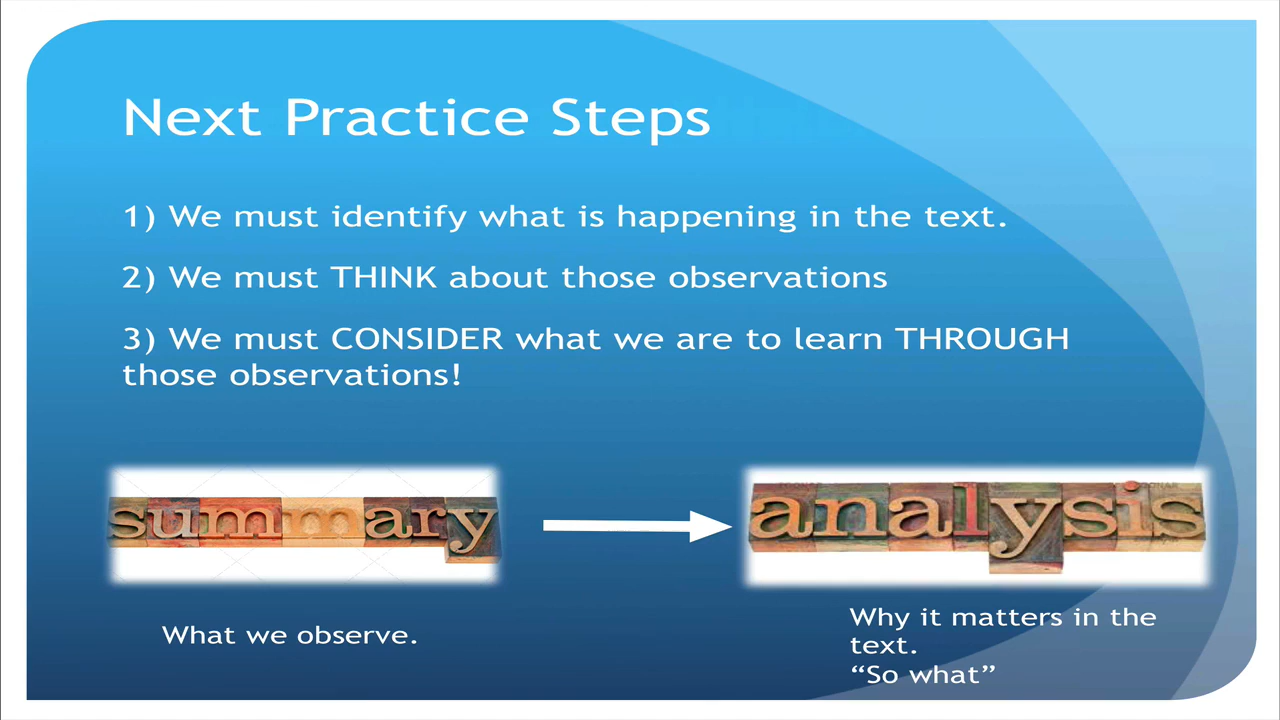 Next Practice Steps
1) We must identify what is happening in the text.
2) We must THINK about those observations
3) We must CONSIDER what we are to learn THROUGH
those observations!
summary
analysis
What we observe.
Why it matters in the
text.
“So what”